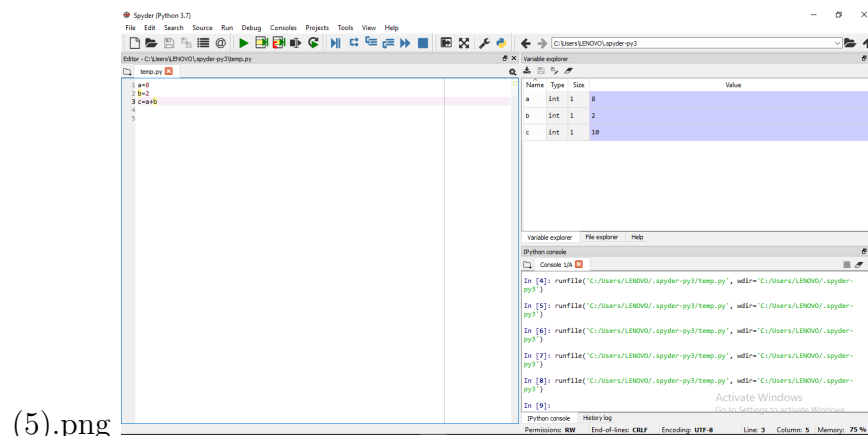 Spyder (Python 3.7)
File Edit Search Source Run Debug Consoles Projects Tools View Help
C:\Users\LENOVO\.spyder-py3
Editor - C:\Users\LENOVO\.spyder-py3\temp.py
temp.py
1 a=8
2 b=2
3 c=a+b
4
5
Variable explorer
Name Type Size Value
a int 1 8
b int 1 2
c int 1 10
Variable explorer File explorer Help
IPython console
Console 1/A
In [4]: runfile('C:/Users/LENOVO/.spyder-py3/temp.py', wdir='C:/Users/LENOVO/.spyder-
py3')
In [5]: runfile('C:/Users/LENOVO/.spyder-py3/temp.py', wdir='C:/Users/LENOVO/.spyder-
py3')
In [6]: runfile('C:/Users/LENOVO/.spyder-py3/temp.py', wdir='C:/Users/LENOVO/.spyder-
py3')
In [7]: runfile('C:/Users/LENOVO/.spyder-py3/temp.py', wdir='C:/Users/LENOVO/.spyder-
py3')
In [8]: runfile('C:/Users/LENOVO/.spyder-py3/temp.py', wdir='C:/Users/LENOVO/.spyder-
py3')
In [9]:
Activate Windows
Go to Settings to activate Windows.
IPython console History log
Permissions: RW End-of-lines: CRLF Encoding: UTF-8 Line: 3 Column: 5 Memory: 75 %
(5).png